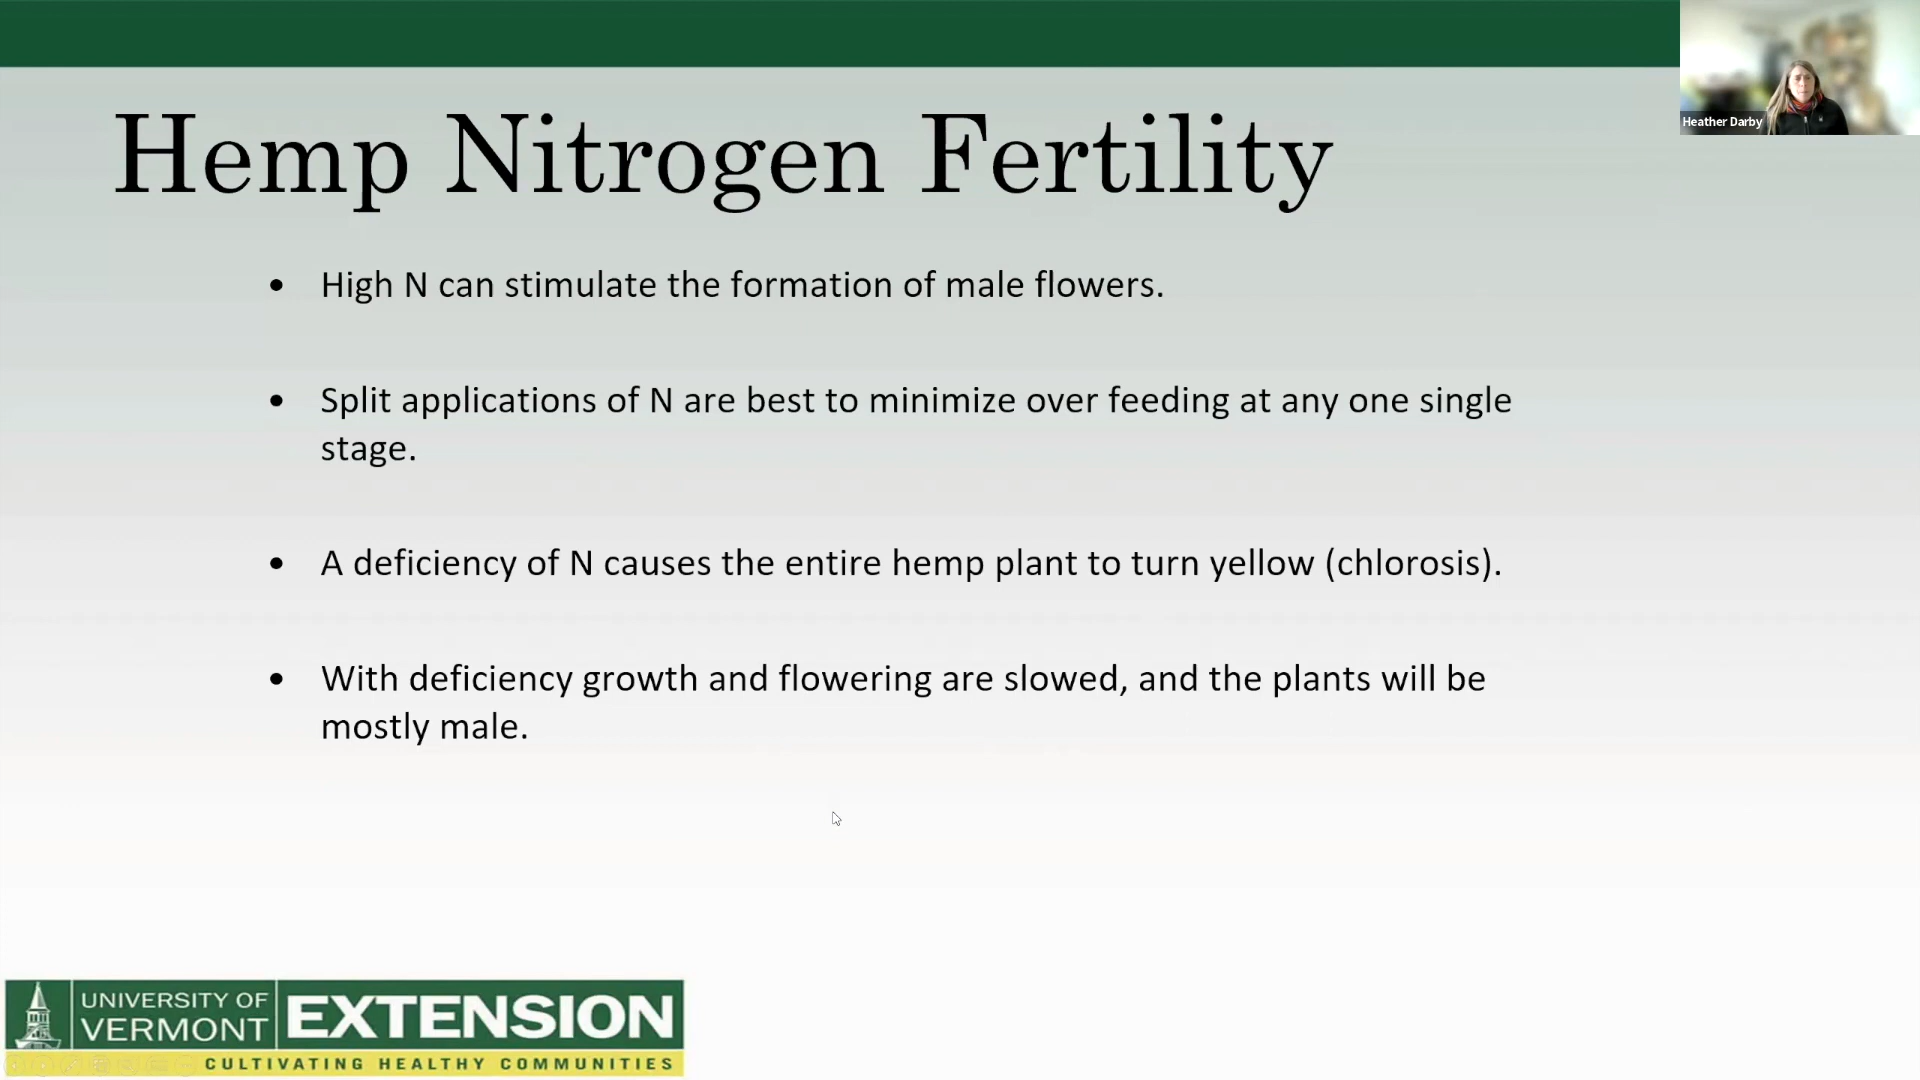 Heather Darby
Hemp Nitrogen Fertility
• High N can stimulate the formation of male flowers.
• Split applications of N are best to minimize over feeding at any one single
stage.
• A deficiency of N causes the entire hemp plant to turn yellow (chlorosis).
• With deficiency growth and flowering are slowed, and the plants will be
mostly male.
UNIVERSITY OF
VERMONT
EXTENSION
CULTIVATING HEALTHY COMMUNITIES